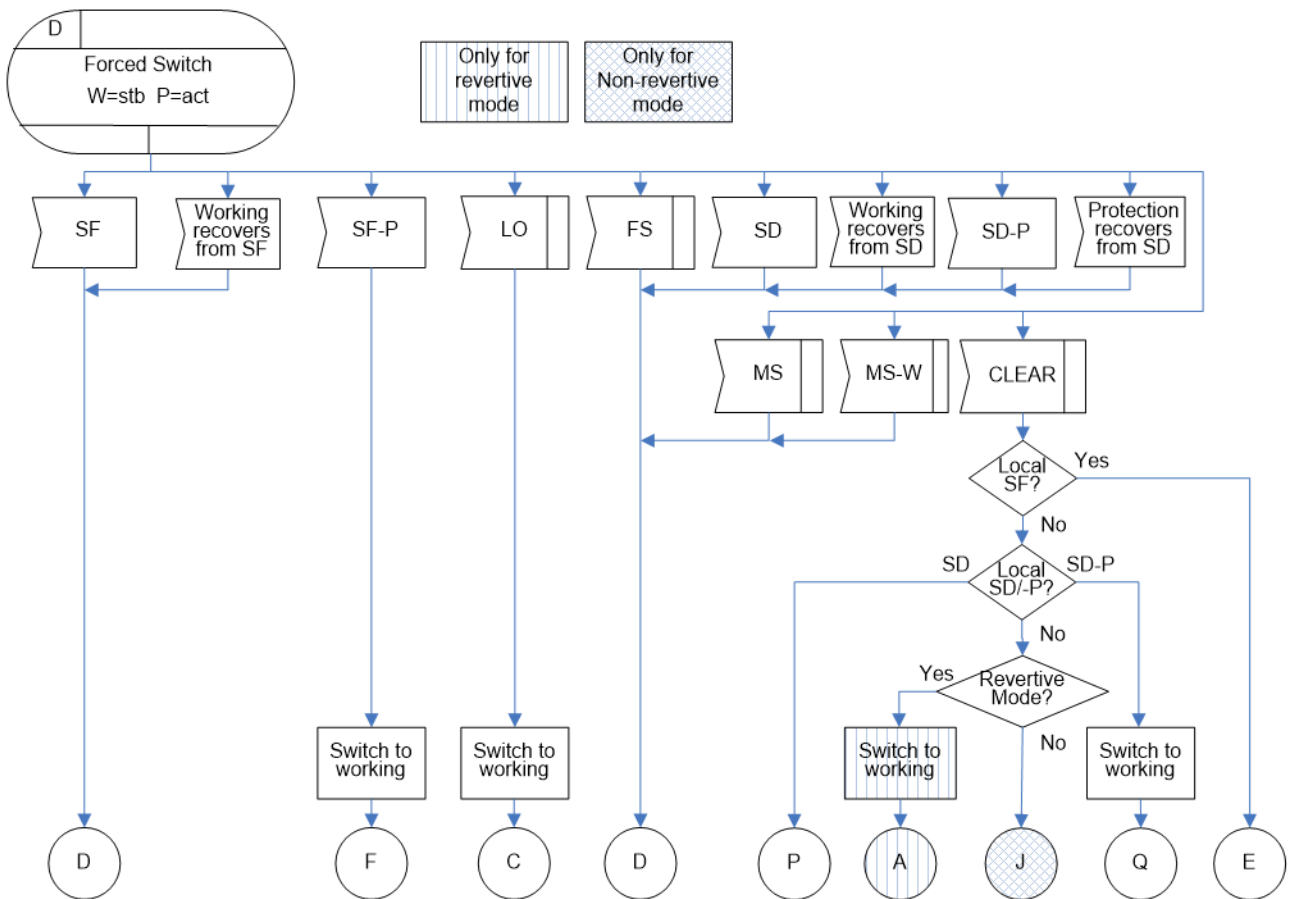 D
Forced Switch
W=stb P=act
Only for
revertive
mode
Only for
Non-revertive
mode
SF
Working
recovers
from SF
SF-P
LO
FS
SD
Working
recovers
from SD
SD-P
Protection
recovers
from SD
MS
MS-W
CLEAR
Local
SF?
Yes
No
SD
Local
SD/-P?
SD-P
No
Yes
Revertive
Mode?
No
Switch to
working
Switch to
working
Switch to
working
Switch to
working
D
F
C
D
P
A
J
Q
E